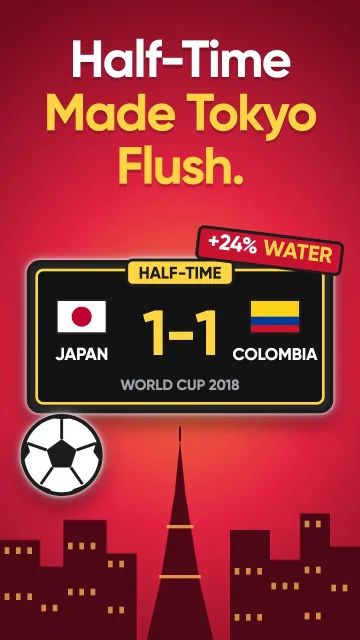 Half-Time
Made Tokyo
Flush.
+24% WATER
HALF-TIME
1-1
JAPAN
COLOMBIA
WORLD CUP 2018